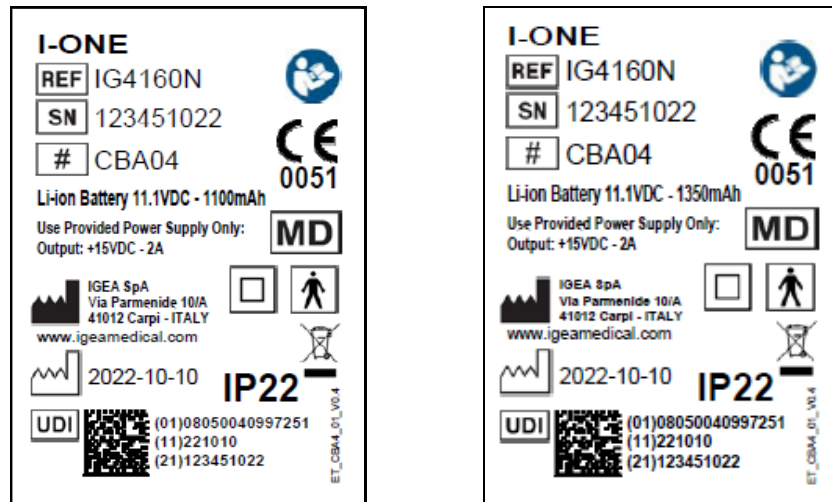 I-ONE
REF IG4160N
SN 123451022
# CBA04
CE
0051
Li-ion Battery 11.1VDC - 1100mAh
Use Provided Power Supply Only:
Output: +15VDC - 2A
MD
IGEA SpA
Via Parmenide 10/A
41012 Carpi - ITALY
www.igeamedical.com
2022-10-10
IP22
UDI
(01)08050040997251
(11)221010
(21)123451022
ET_CBA4_01_V0.4
I-ONE
REF IG4160N
SN 123451022
# CBA04
CE
0051
Li-ion Battery 11.1VDC - 1350mAh
Use Provided Power Supply Only:
Output: +15VDC - 2A
MD
IGEA SpA
Via Parmenide 10/A
41012 Carpi - ITALY
www.igeamedical.com
2022-10-10
IP22
UDI
(01)08050040997251
(11)221010
(21)123451022
ET_CBA4_01_V0.4